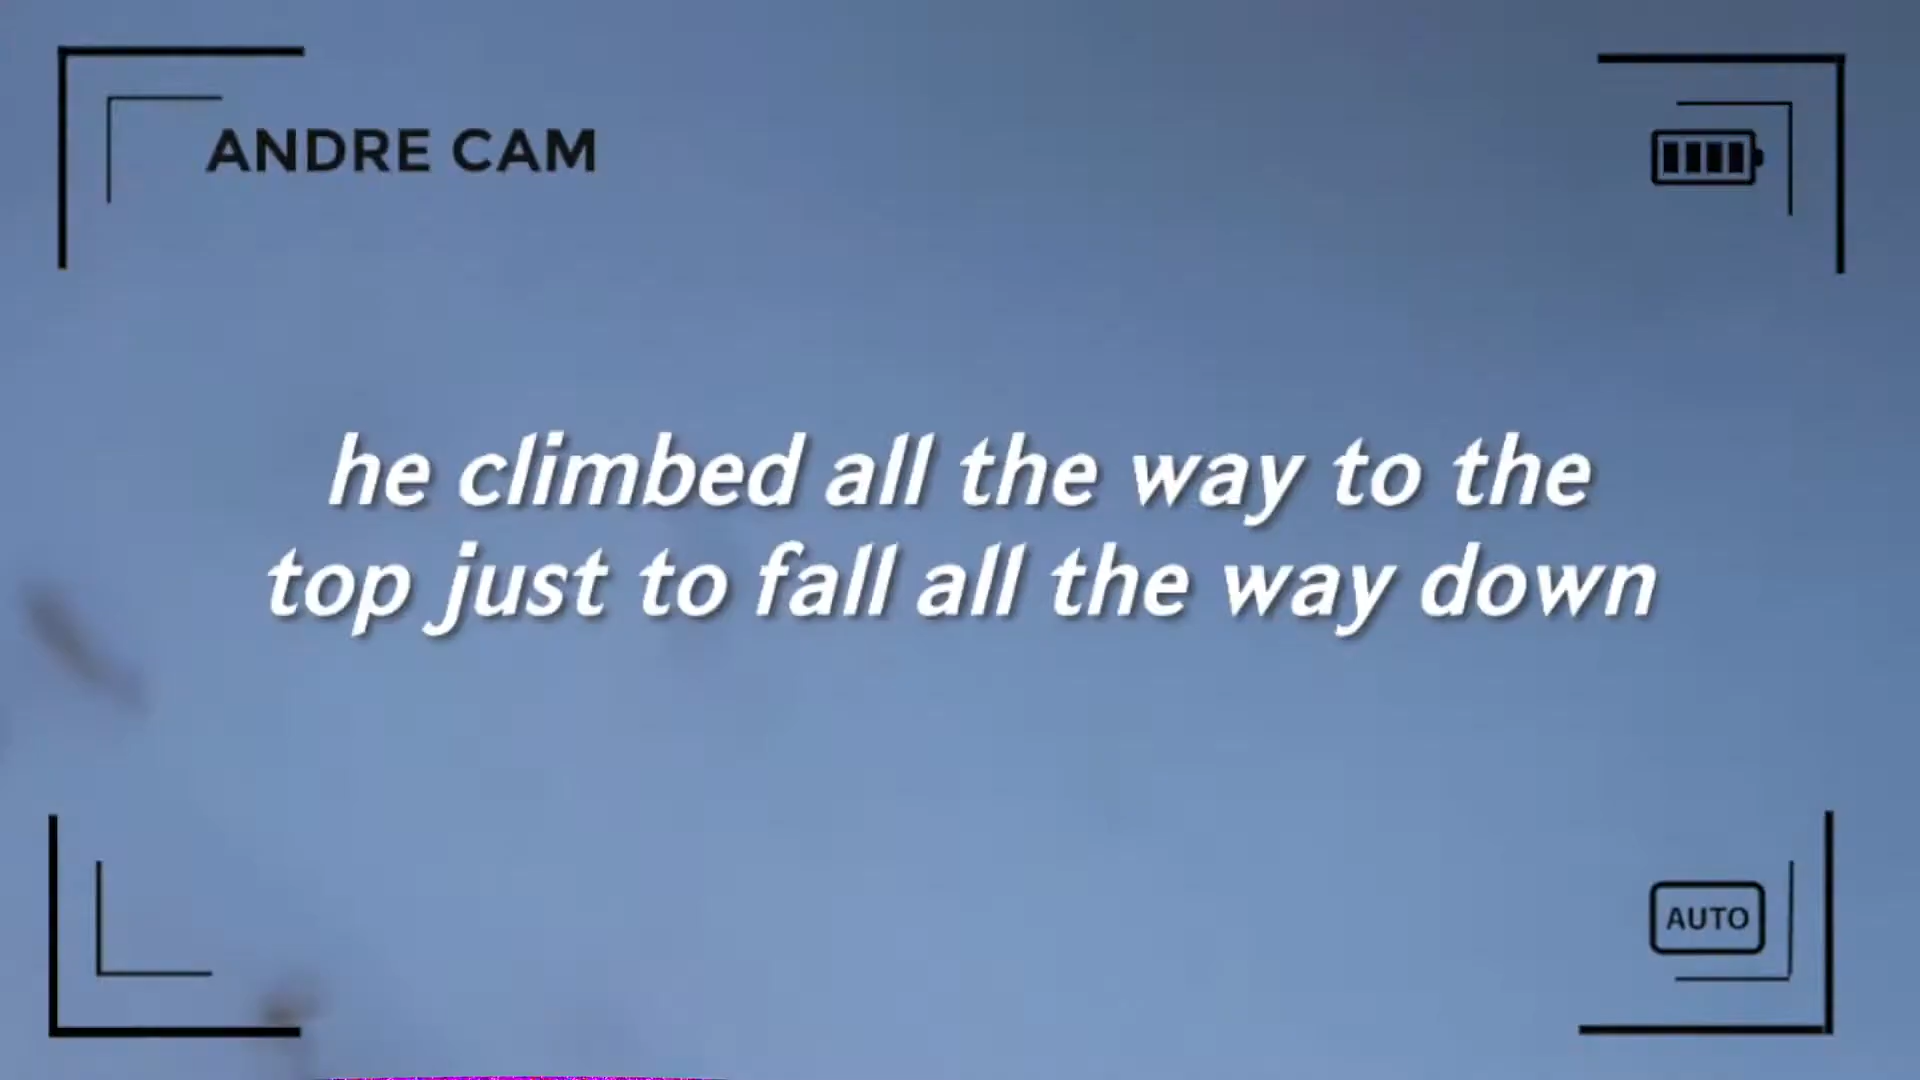 ANDRE CAM
he climbed all the way to the
top just to fall all the way down
AUTO